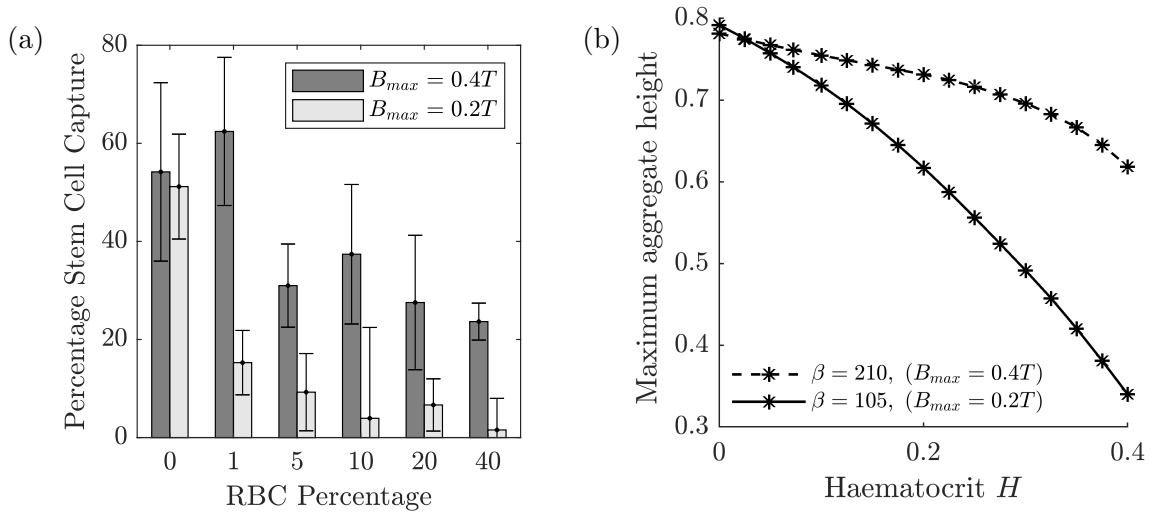 (a)
80
60
40
20
0
Percentage Stem Cell Capture
B_max = 0.4T
B_max = 0.2T
0 1 5 10 20 40
RBC Percentage
(b)
0.8
0.7
0.6
0.5
0.4
0.3
Maximum aggregate height
β = 210, (B_max = 0.4T)
β = 105, (B_max = 0.2T)
0 0.2 0.4
Haematocrit H